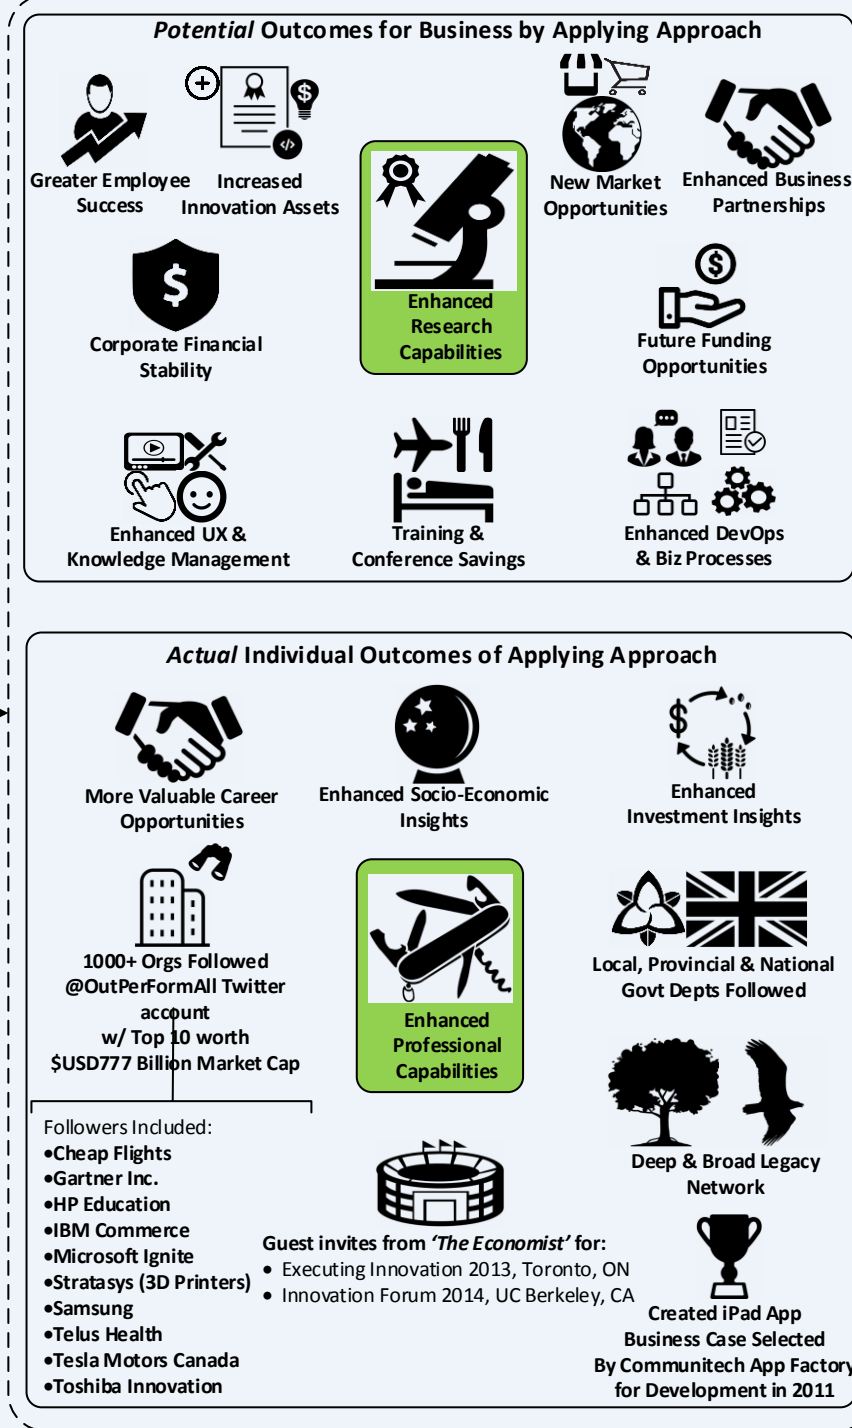 Potential Outcomes for Business by Applying Approach
Greater Employee
Success
Increased
Innovation Assets
$
</>
Enhanced
Research
Capabilities
New Market
Opportunities
Enhanced Business
Partnerships
$
Corporate Financial
Stability
$
Future Funding
Opportunities
Enhanced UX &
Knowledge Management
Training &
Conference Savings
Enhanced DevOps
& Biz Processes
Actual Individual Outcomes of Applying Approach
More Valuable Career
Opportunities
Enhanced Socio-Economic
Insights
$
Enhanced
Investment Insights
1000+ Orgs Followed
@OutPerFormAll Twitter
account
w/ Top 10 worth
$USD777 Billion Market Cap
Enhanced
Professional
Capabilities
Local, Provincial & National
Govt Depts Followed
Followers Included:
•Cheap Flights
•Gartner Inc.
•HP Education
•IBM Commerce
•Microsoft Ignite
•Stratasys (3D Printers)
•Samsung
•Telus Health
•Tesla Motors Canada
•Toshiba Innovation
Deep & Broad Legacy
Network
Guest invites from ‘The Economist’ for:
• Executing Innovation 2013, Toronto, ON
• Innovation Forum 2014, UC Berkeley, CA
Created iPad App
Business Case Selected
By Communitech App Factory
for Development in 2011